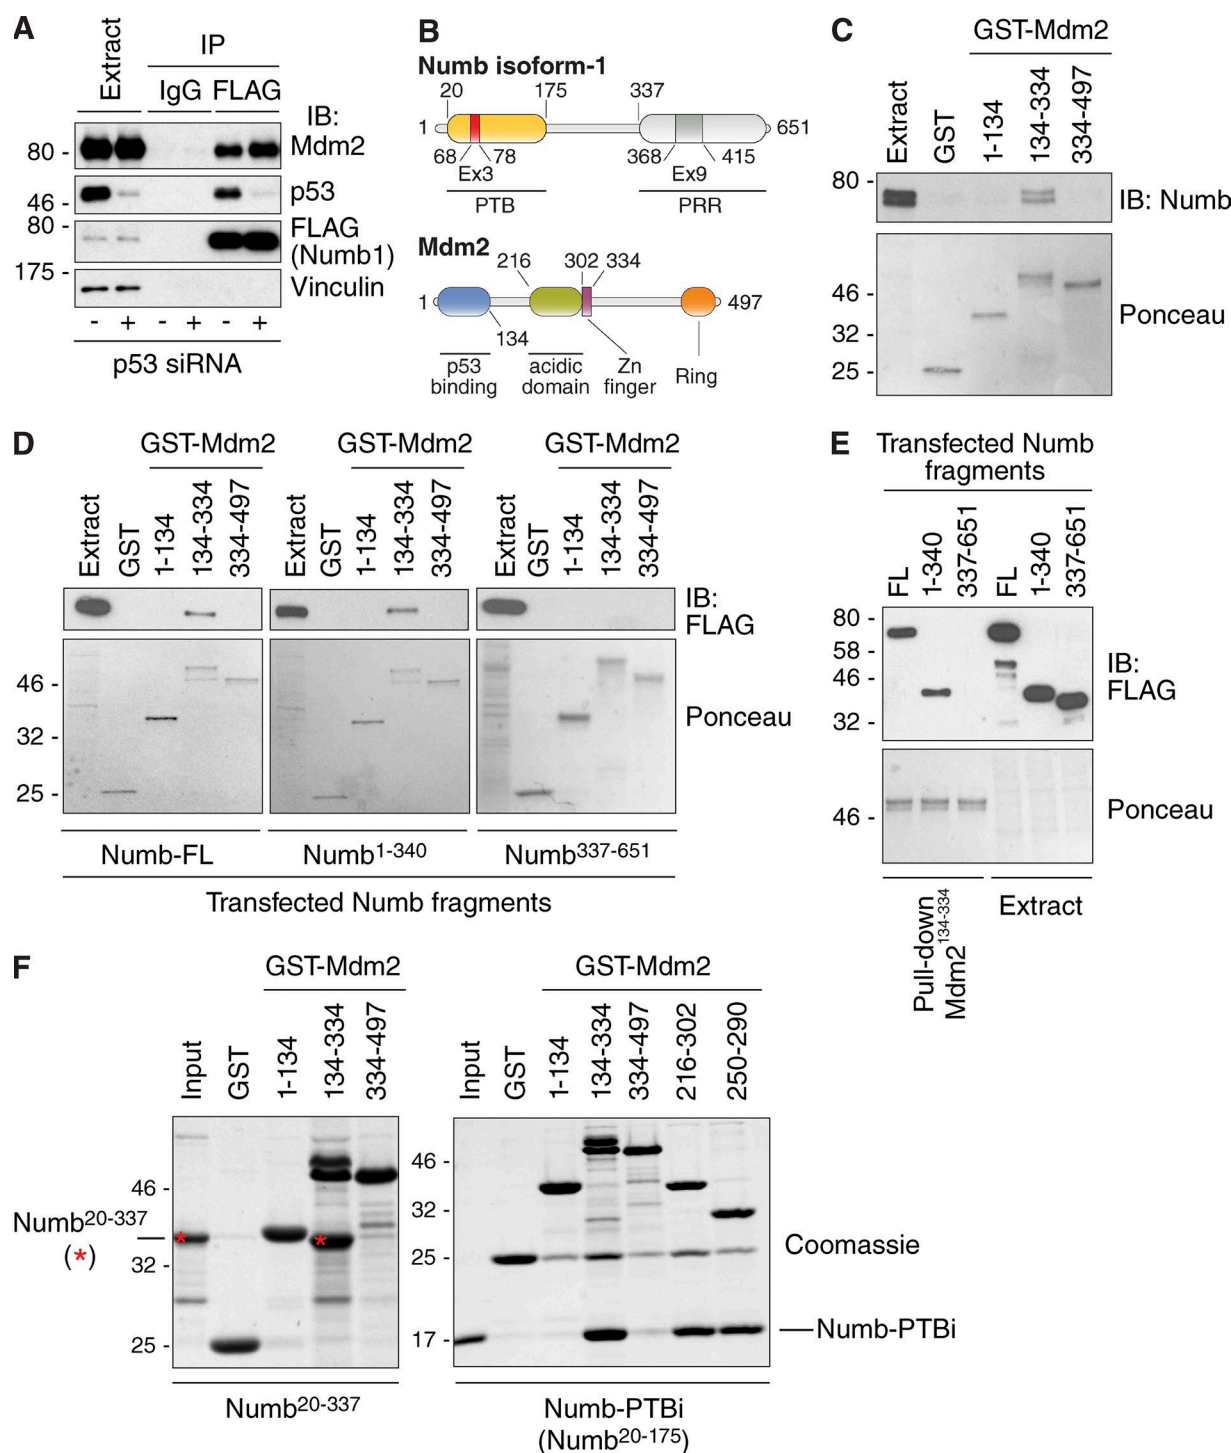 A
Extract
IP
IgG FLAG
IB:
80 - Mdm2
46 - p53
80 - FLAG
(Numb1)
175 - Vinculin
- + - + - +
p53 siRNA
B
Numb isoform-1
20 175 337
1 651
68 78 368 415
Ex3 Ex9
PTB PRR
Mdm2
216 302 334
1 497
134
p53 binding
acidic domain
Zn finger
Ring
C
GST-Mdm2
Extract GST 1-134 134-334 334-497
80 - IB: Numb
46 -
32 - Ponceau
25 -
D
GST-Mdm2 GST-Mdm2 GST-Mdm2
Extract GST 1-134 134-334 334-497 Extract GST 1-134 134-334 334-497 Extract GST 1-134 134-334 334-497
IB:
FLAG
46 -
Ponceau
32 -
25 -
Numb-FL Numb1-340 Numb337-651
Transfected Numb fragments
E
Transfected Numb
fragments
FL 1-340 337-651 FL 1-340 337-651
80 -
58 -
IB:
46 - FLAG
32 -
46 - Ponceau
Pull-down
Mdm2134-334
Extract
F
GST-Mdm2 GST-Mdm2
Input GST 1-134 134-334 334-497 Input GST 1-134 134-334 334-497 216-302 250-290
46 -
Numb20-337
(*)
* *
32 -
25 -
46 -
32 -
25 - Coomassie
17 - Numb-PTBi
Numb20-337
Numb-PTBi
(Numb20-175)